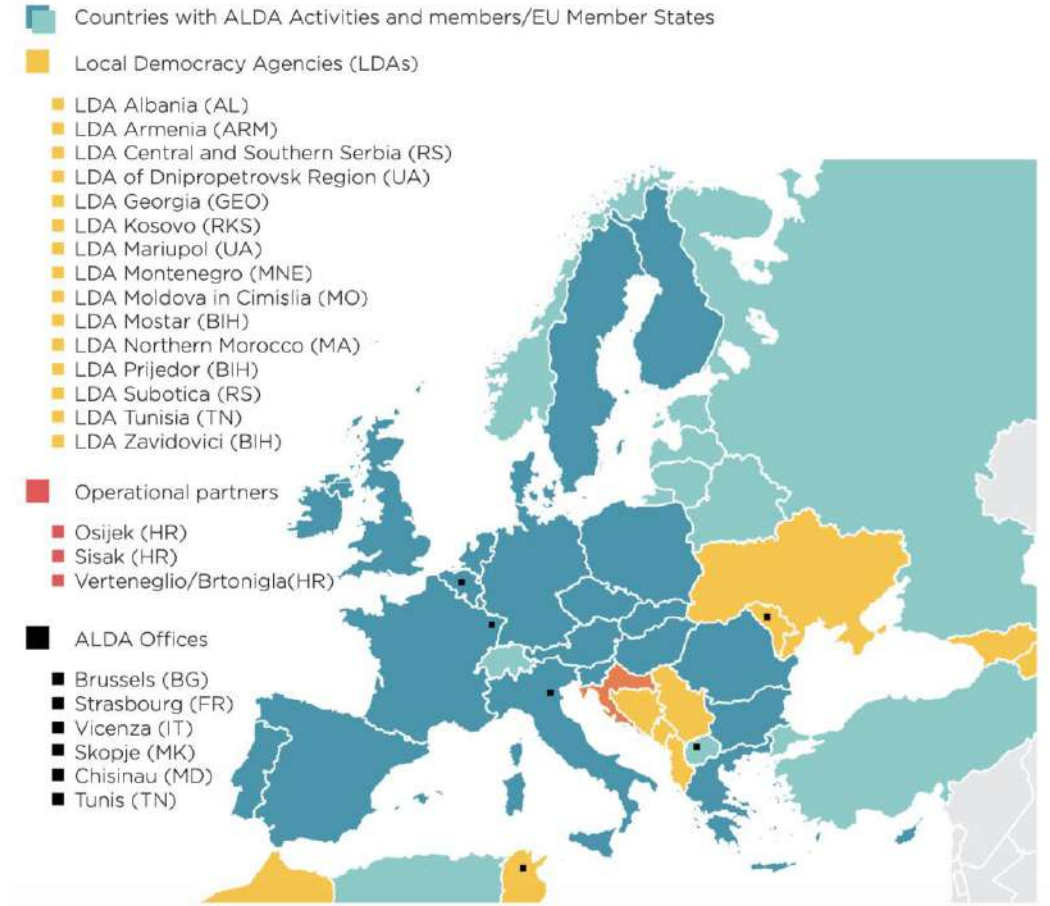 Countries with ALDA Activities and members/EU Member States
Local Democracy Agencies (LDAs)
LDA Albania (AL)
LDA Armenia (ARM)
LDA Central and Southern Serbia (RS)
LDA of Dnipropetrovsk Region (UA)
LDA Georgia (GEO)
LDA Kosovo (RKS)
LDA Mariupol (UA)
LDA Montenegro (MNE)
LDA Moldova in Cimislia (MO)
LDA Mostar (BIH)
LDA Northern Morocco (MA)
LDA Prijedor (BIH)
LDA Subotica (RS)
LDA Tunisia (TN)
LDA Zavidovici (BIH)
Operational partners
Osijek (HR)
Sisak (HR)
Verteneglio/Brtonigla(HR)
ALDA Offices
Brussels (BG)
Strasbourg (FR)
Vicenza (IT)
Skopje (MK)
Chisinau (MD)
Tunis (TN)